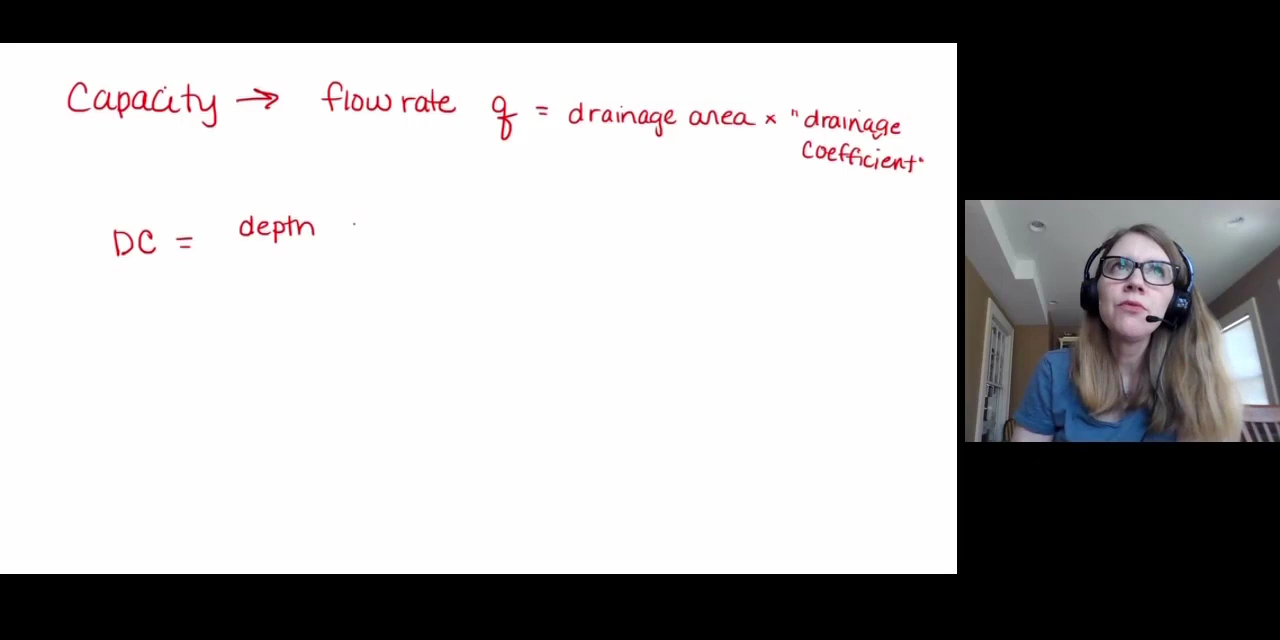 Capacity → flow rate q = drainage area × "drainage
coefficient"
DC = depth